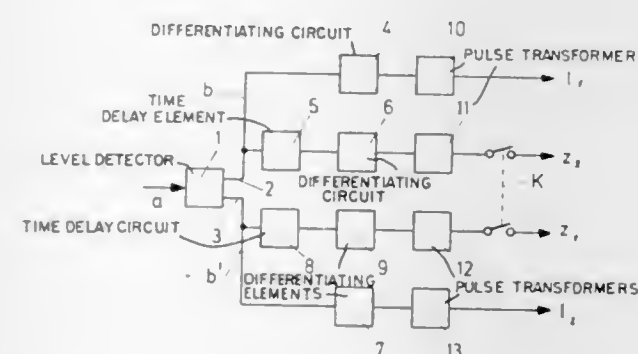 DIFFERENTIATING CIRCUIT
4
10
PULSE TRANSFORMER
I₁
b
TIME
DELAY ELEMENT
5
6
11
LEVEL DETECTOR
1
2
DIFFERENTIATING
CIRCUIT
z₂
a
K
TIME DELAY CIRCUIT
3
8
9
12
z₁
b'
DIFFERENTIATING
ELEMENTS
PULSE TRANSFORMERS
I₂
7
13